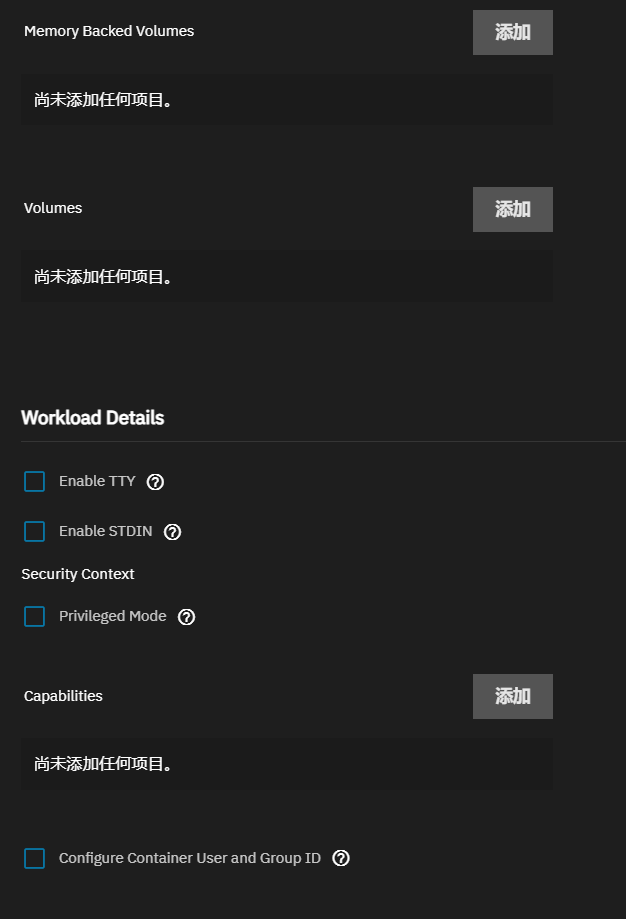 Memory Backed Volumes
添加
尚未添加任何项目。
Volumes
添加
尚未添加任何项目。
Workload Details
Enable TTY
Enable STDIN
Security Context
Privileged Mode
Capabilities
添加
尚未添加任何项目。
Configure Container User and Group ID